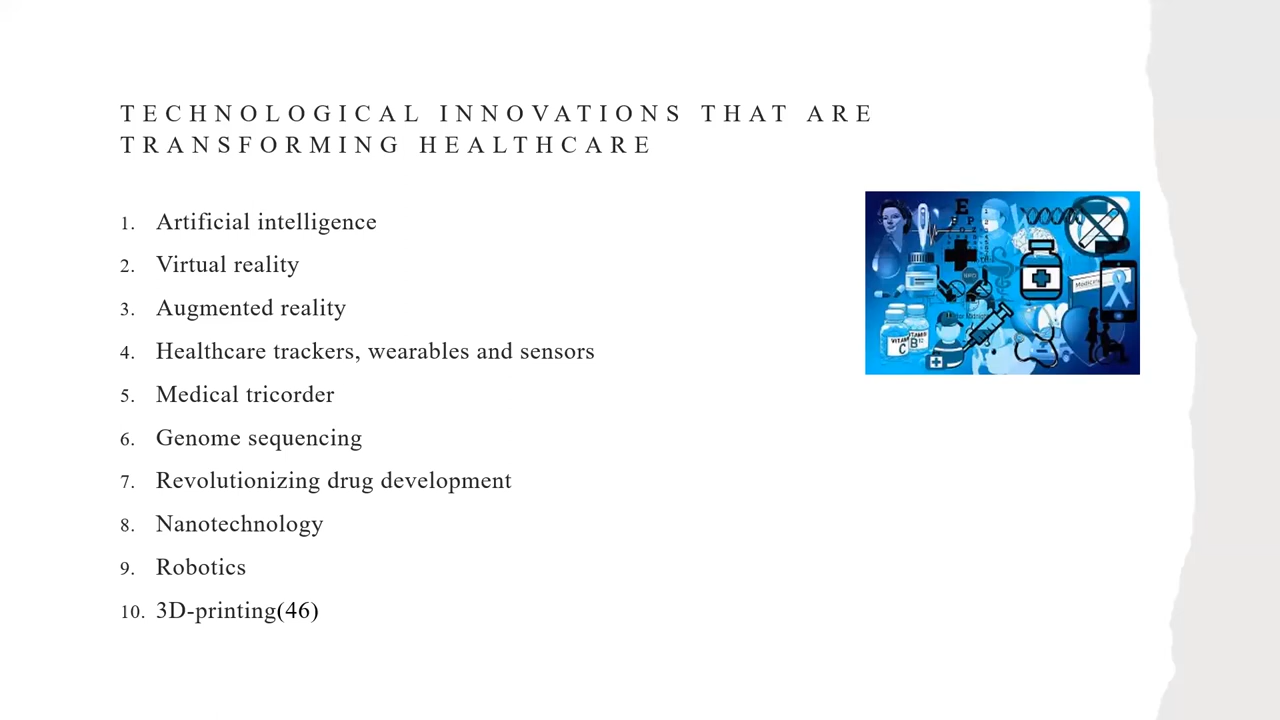 TECHNOLOGICAL INNOVATIONS THAT ARE
TRANSFORMING HEALTHCARE
1. Artificial intelligence
2. Virtual reality
3. Augmented reality
4. Healthcare trackers, wearables and sensors
5. Medical tricorder
6. Genome sequencing
7. Revolutionizing drug development
8. Nanotechnology
9. Robotics
10. 3D-printing(46)
E
F P
VITAMIN
C
B12